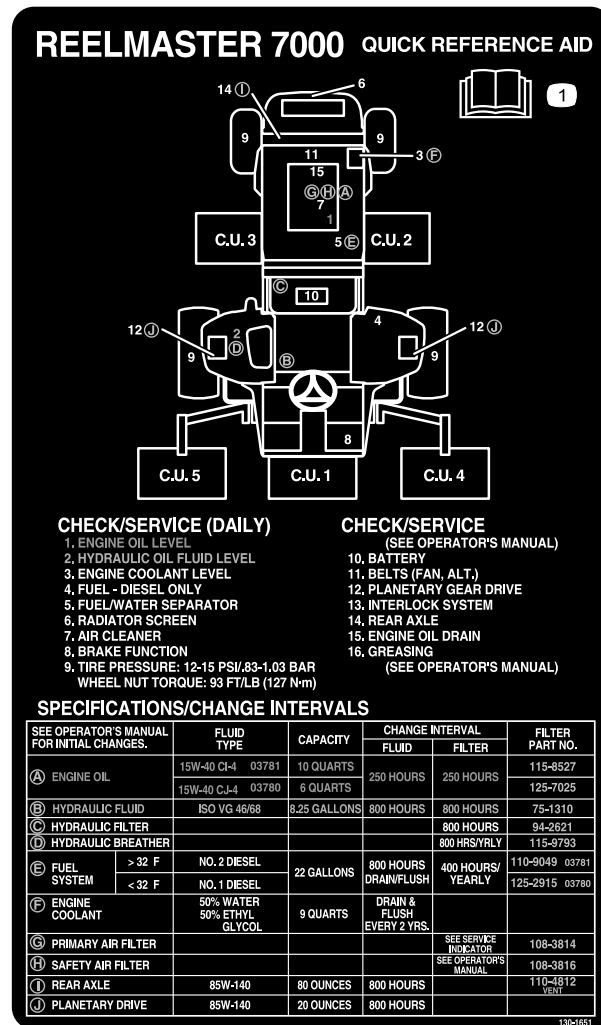 REELMASTER 7000 QUICK REFERENCE AID
1
6
14 Ⓘ
9
9
11
3 Ⓕ
15
Ⓖ Ⓗ Ⓐ
7
1
C.U. 3
5 Ⓔ
C.U. 2
Ⓒ
10
12 Ⓙ
2
Ⓓ
4
12 Ⓙ
9
Ⓑ
9
8
C.U. 5
C.U. 1
C.U. 4
CHECK/SERVICE (DAILY)
1. ENGINE OIL LEVEL
2. HYDRAULIC OIL FLUID LEVEL
3. ENGINE COOLANT LEVEL
4. FUEL - DIESEL ONLY
5. FUEL/WATER SEPARATOR
6. RADIATOR SCREEN
7. AIR CLEANER
8. BRAKE FUNCTION
9. TIRE PRESSURE: 12-15 PSI/.83-1.03 BAR
WHEEL NUT TORQUE: 93 FT/LB (127 N·m)
CHECK/SERVICE
(SEE OPERATOR'S MANUAL)
10. BATTERY
11. BELTS (FAN, ALT.)
12. PLANETARY GEAR DRIVE
13. INTERLOCK SYSTEM
14. REAR AXLE
15. ENGINE OIL DRAIN
16. GREASING
(SEE OPERATOR'S MANUAL)
SPECIFICATIONS/CHANGE INTERVALS
SEE OPERATOR'S MANUAL
FOR INITIAL CHANGES.
FLUID
TYPE
CAPACITY
CHANGE INTERVAL
FLUID
FILTER
FILTER
PART NO.
Ⓐ ENGINE OIL
15W-40 CI-4 03781
10 QUARTS
250 HOURS
250 HOURS
115-8527
15W-40 CJ-4 03780
6 QUARTS
125-7025
Ⓑ HYDRAULIC FLUID
ISO VG 46/68
8.25 GALLONS
800 HOURS
800 HOURS
75-1310
Ⓒ HYDRAULIC FILTER
800 HOURS
94-2621
Ⓓ HYDRAULIC BREATHER
800 HRS/YRLY
115-9793
Ⓔ FUEL
SYSTEM
> 32 F
NO. 2 DIESEL
22 GALLONS
800 HOURS
DRAIN/FLUSH
400 HOURS/
YEARLY
110-9049 03781
< 32 F
NO. 1 DIESEL
125-2915 03780
Ⓕ ENGINE
COOLANT
50% WATER
50% ETHYL
GLYCOL
9 QUARTS
DRAIN &
FLUSH
EVERY 2 YRS.
Ⓖ PRIMARY AIR FILTER
SEE SERVICE
INDICATOR
108-3814
Ⓗ SAFETY AIR FILTER
SEE OPERATOR'S
MANUAL
108-3816
Ⓘ REAR AXLE
85W-140
80 OUNCES
800 HOURS
110-4812
VENT
Ⓙ PLANETARY DRIVE
85W-140
20 OUNCES
800 HOURS
130-1651